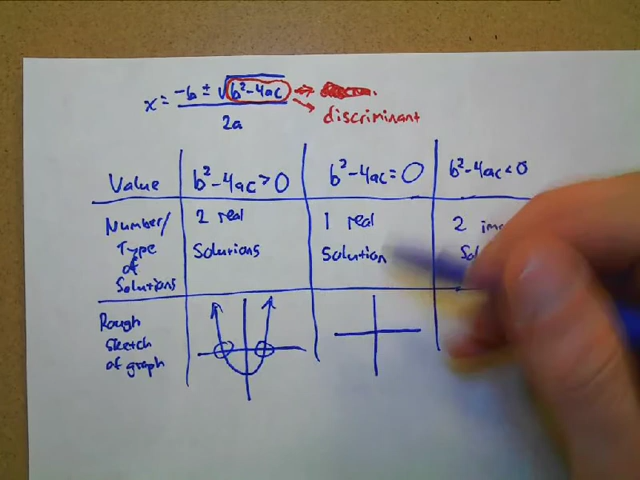 x = -b ± √b²-4ac
2a
discriminant
Value
b²-4ac > 0
b²-4ac = 0
b²-4ac < 0
Number/
Type
of
Solutions
2 real
Solutions
1 real
Solution
2
Rough
sketch
of graph